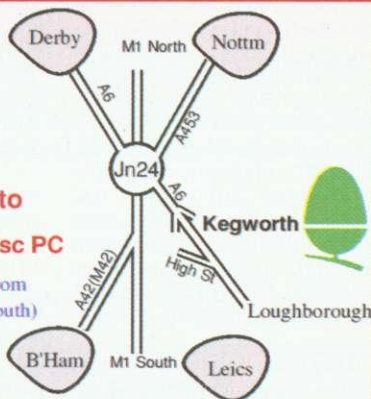 Derby
M1 North
Nottm
A6
A453
Jn24
to
A6
Kegworth
sc PC
High St
om
A42(M42)
outh)
Loughborough
B'Ham
M1 South
Leics